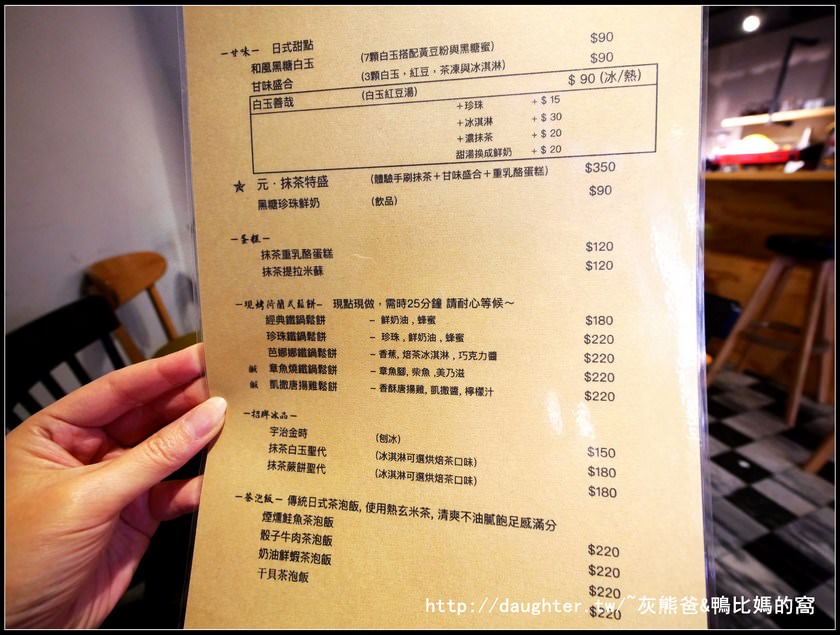 －甘味－ 日式甜點
和風黑糖白玉 (7顆白玉搭配黃豆粉與黑糖蜜) $90
甘味盛合 (3顆白玉，紅豆，茶凍與冰淇淋) $90
白玉善哉 (白玉紅豆湯) $ 90 (冰/熱)
＋珍珠 + $ 15
＋冰淇淋 + $ 30
＋濃抹茶 + $ 20
甜湯換成鮮奶 + $ 20
★ 元．抹茶特盛 (體驗手刷抹茶＋甘味盛合＋重乳酪蛋糕) $350
黑糖珍珠鮮奶 (飲品) $90
－蛋糕－
抹茶重乳酪蛋糕 $120
抹茶提拉米蘇 $120
－現烤荷蘭式鬆餅－ 現點現做，需時25分鐘 請耐心等候～
經典鐵鍋鬆餅 － 鮮奶油 , 蜂蜜 $180
珍珠鐵鍋鬆餅 － 珍珠 , 鮮奶油 , 蜂蜜 $220
芭娜娜鐵鍋鬆餅 －香蕉, 焙茶冰淇淋 , 巧克力醬 $220
鹹 章魚燒鐵鍋鬆餅 －章魚腳, 柴魚 ,美乃滋 $220
鹹 凱撒唐揚雞鬆餅 －香酥唐揚雞, 凱撒醬, 檸檬汁 $220
－招牌冰品－
宇治金時 (刨冰) $150
抹茶白玉聖代 (冰淇淋可選烘焙茶口味) $180
抹茶蕨餅聖代 (冰淇淋可選烘焙茶口味) $180
－茶泡飯－ 傳統日式茶泡飯, 使用熱玄米茶, 清爽不油膩飽足感滿分
煙燻鮭魚茶泡飯 $220
骰子牛肉茶泡飯 $220
奶油鮮蝦茶泡飯 $220
干貝茶泡飯 $220
http://daughter.tw/~灰熊爸&鴨比媽的窩